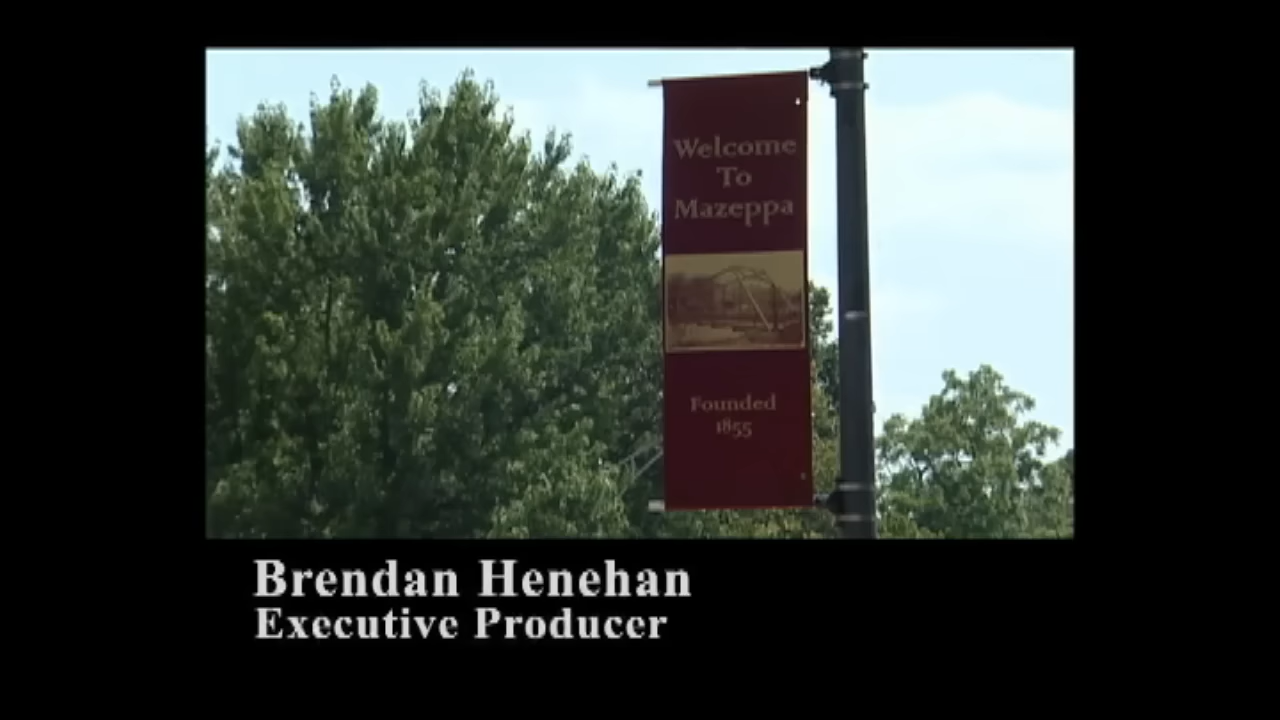 Welcome
To
Mazeppa
Founded
1855
Brendan Henehan
Executive Producer